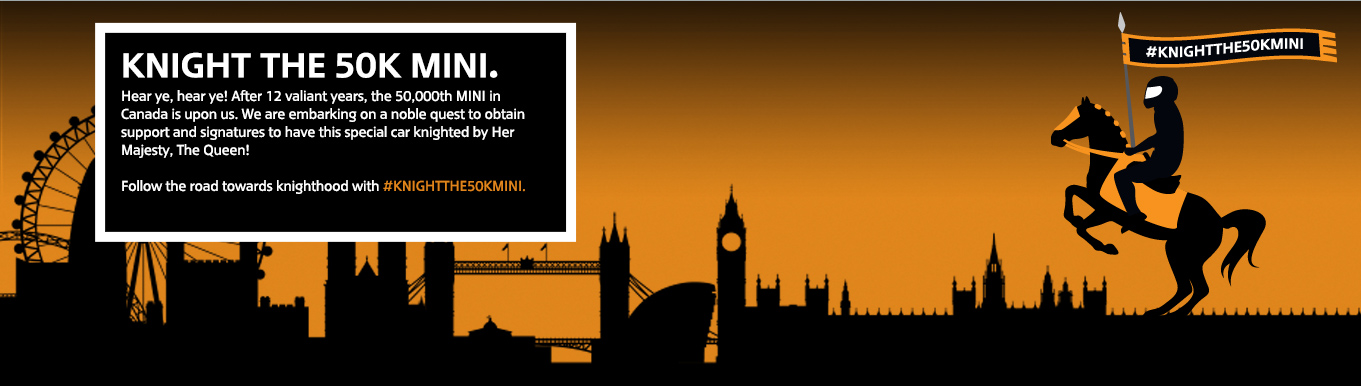 KNIGHT THE 50K MINI.
Hear ye, hear ye! After 12 valiant years, the 50,000th MINI in
Canada is upon us. We are embarking on a noble quest to obtain
support and signatures to have this special car knighted by Her
Majesty, The Queen!
Follow the road towards knighthood with #KNIGHTTHE50KMINI.
#KNIGHTTHE50KMINI